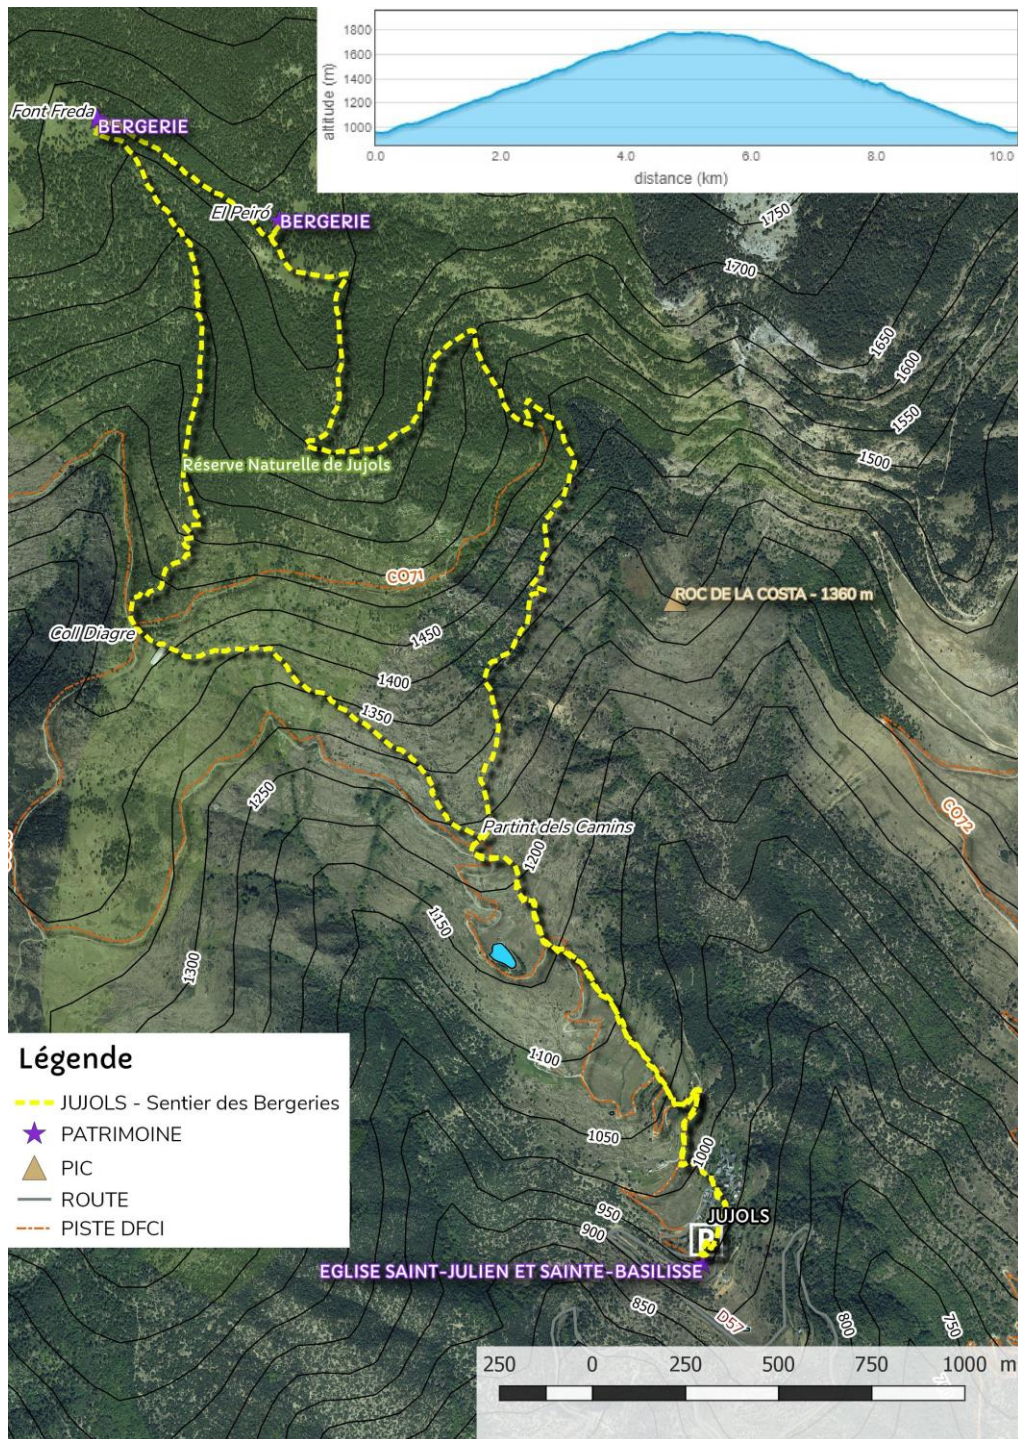 1800
1600
1400
1200
1000
altitude (m)
0.0 2.0 4.0 6.0 8.0 10.0
distance (km)
Font Freda
BERGERIE
El Peiró
BERGERIE
1750
1700
1650
1600
1550
1500
Réserve Naturelle de Jujols
CO71
ROC DE LA COSTA - 1360 m
Coll Diagre
1450
1400
1350
1250
CO72
Partint dels Camins
1200
1150
1300
1100
1050
1000
950
900
JUJOLS
P
EGLISE SAINT-JULIEN ET SAINTE-BASILISSE
850
D57
800
750
Légende
JUJOLS - Sentier des Bergeries
PATRIMOINE
PIC
ROUTE
PISTE DFCI
250 0 250 500 750 1000 m